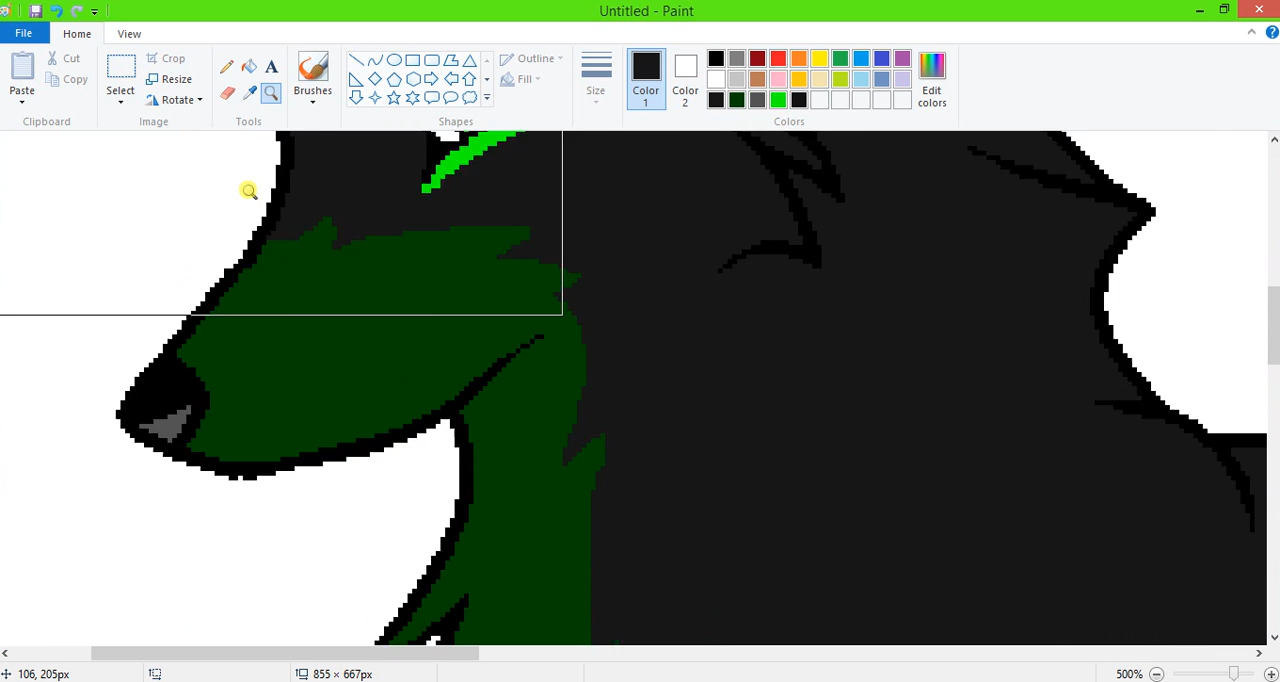 Untitled - Paint
File Home View
Paste
Cut
Copy
Clipboard
Select
Crop
Resize
Rotate
Image
A
Tools
Brushes
Outline
Fill
Shapes
Size
Color
1
Color
2
Edit
colors
Colors
106, 205px
855 × 667px
500%